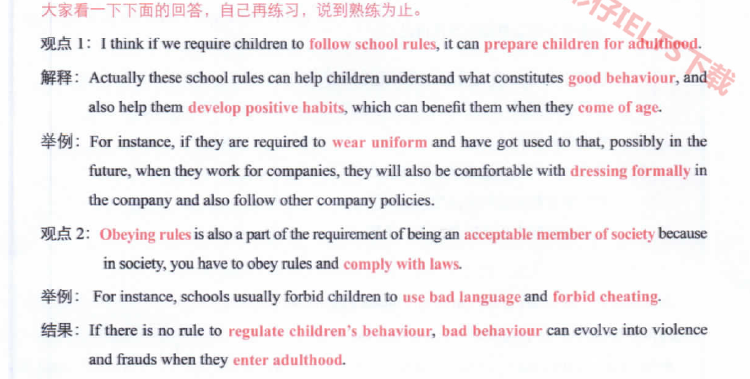 大家看一下下面的回答，自己再练习，说到熟练为止。
观点 1：I think if we require children to follow school rules, it can prepare children for adulthood.
解释：Actually these school rules can help children understand what constitutes good behaviour, and
also help them develop positive habits, which can benefit them when they come of age.
举例：For instance, if they are required to wear uniform and have got used to that, possibly in the
future, when they work for companies, they will also be comfortable with dressing formally in
the company and also follow other company policies.
观点 2：Obeying rules is also a part of the requirement of being an acceptable member of society because
in society, you have to obey rules and comply with laws.
举例：For instance, schools usually forbid children to use bad language and forbid cheating.
结果：If there is no rule to regulate children's behaviour, bad behaviour can evolve into violence
and frauds when they enter adulthood.
仔IELTS下载